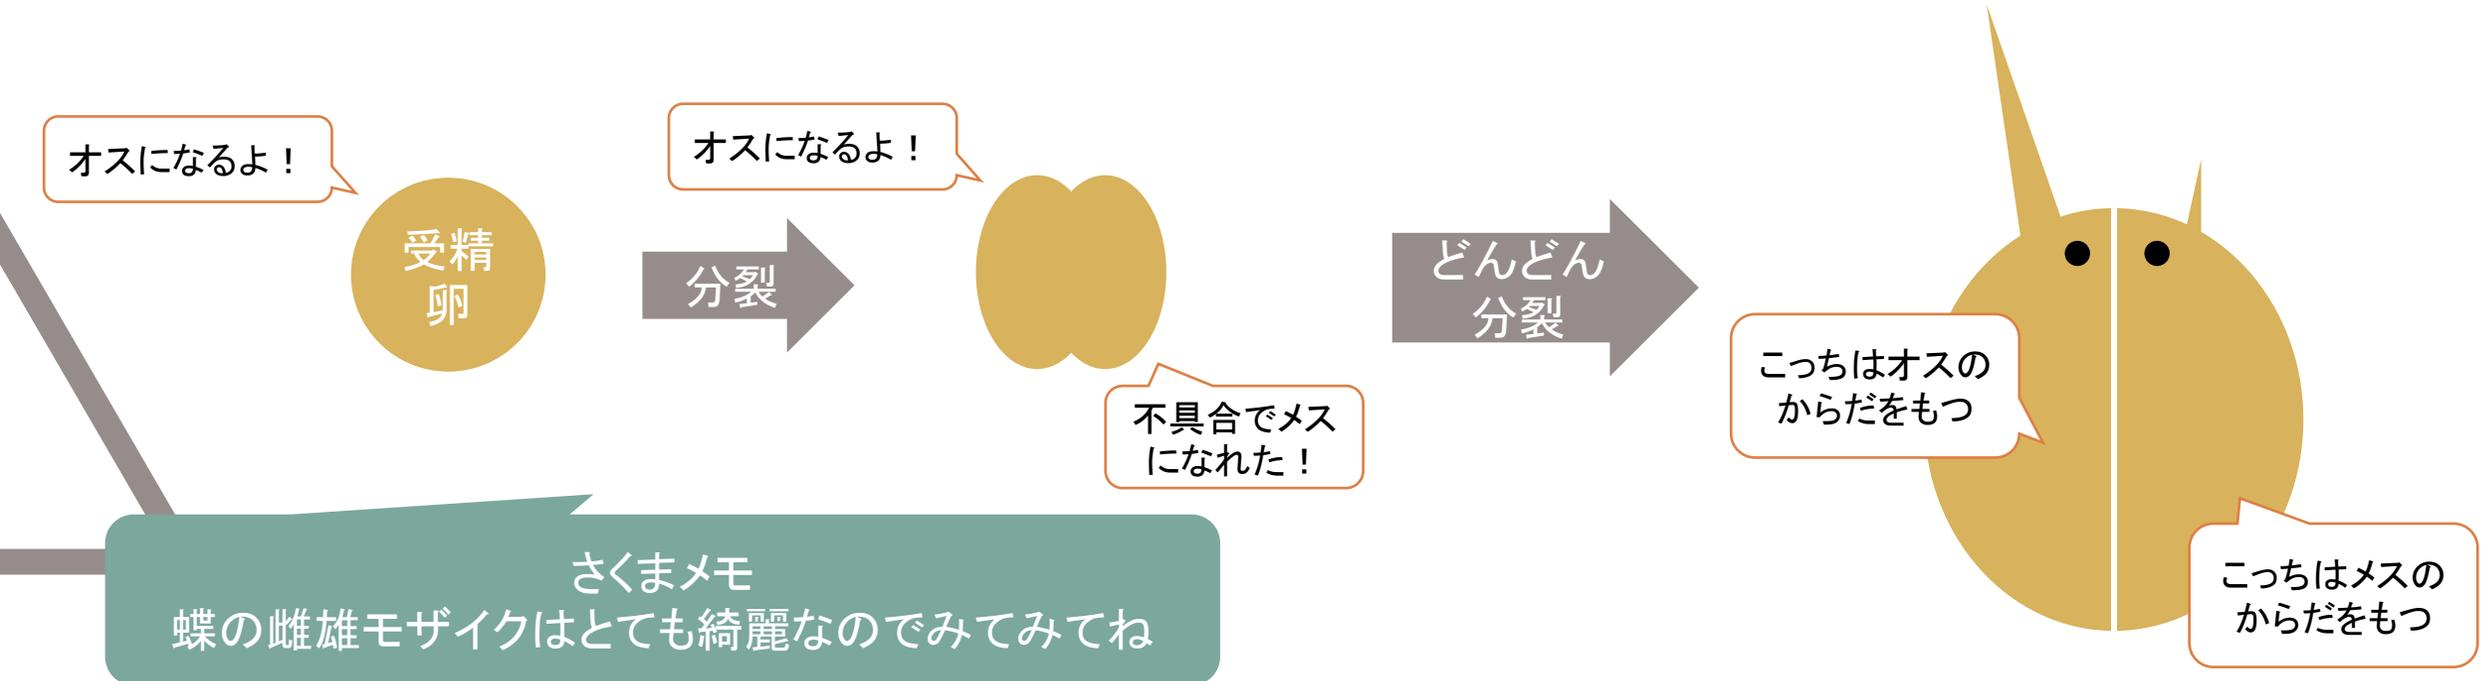 オスになるよ！
受精
卵
分裂
オスになるよ！
不具合でメス
になれた！
どんどん
分裂
こっちはオスの
からだをもつ
こっちはメスの
からだをもつ
さくまメモ
蝶の雌雄モザイクはとても綺麗なのでみてみてね